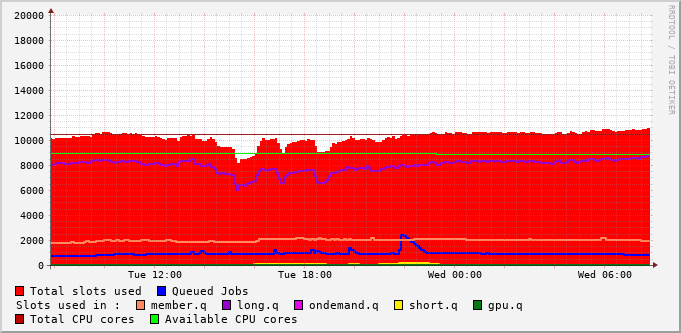 20000
18000
16000
14000
12000
10000
8000
6000
4000
2000
0
Tue 12:00 Tue 18:00 Wed 00:00 Wed 06:00
RRDTOOL / TOBI OETIKER
Total slots used Queued Jobs
Slots used in : member.q long.q ondemand.q short.q gpu.q
Total CPU cores Available CPU cores